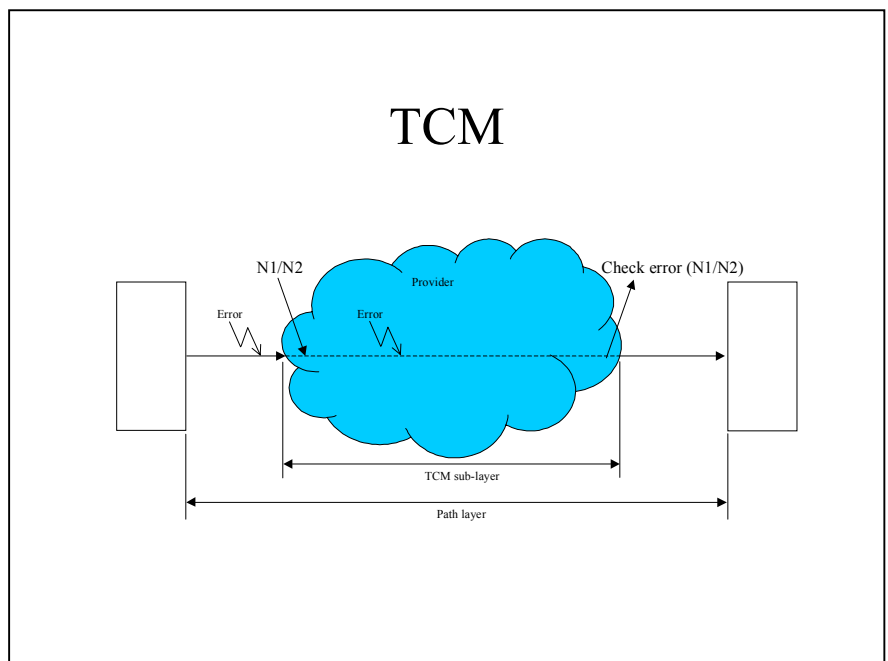 TCM
N1/N2
Check error (N1/N2)
Provider
Error
Error
TCM sub-layer
Path layer